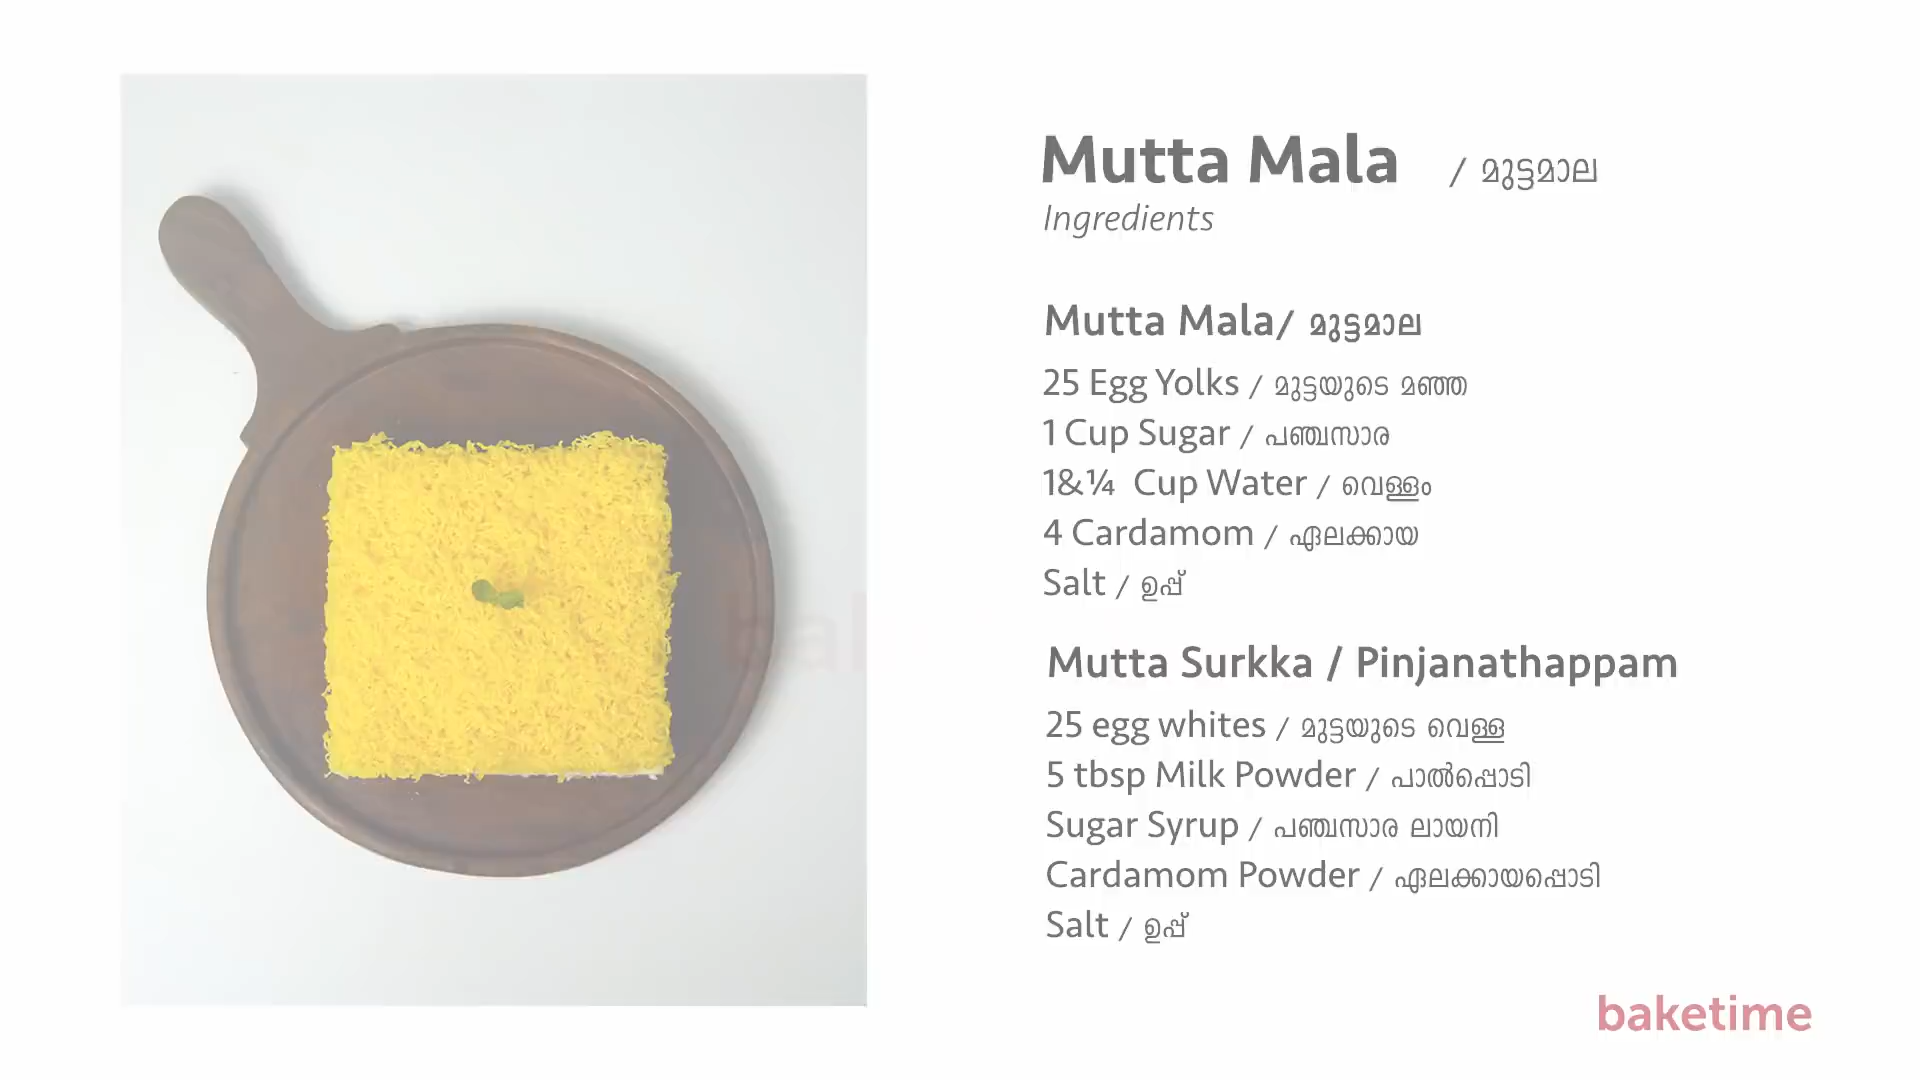 Mutta Mala / മുട്ടമാല
Ingredients
Mutta Mala/ മുട്ടമാല
25 Egg Yolks / മുട്ടയുടെ മഞ്ഞ
1 Cup Sugar / പഞ്ചസാര
1&¼ Cup Water / വെള്ളം
4 Cardamom / ഏലക്കായ
Salt / ഉപ്പ്
Mutta Surkka / Pinjanathappam
25 egg whites / മുട്ടയുടെ വെള്ള
5 tbsp Milk Powder / പാൽപ്പൊടി
Sugar Syrup / പഞ്ചസാര ലായനി
Cardamom Powder / ഏലക്കായപ്പൊടി
Salt / ഉപ്പ്
baketime